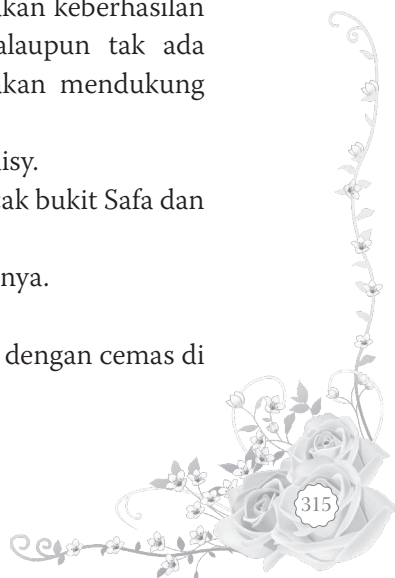 kan keberhasilan
alaupun tak ada
kan mendukung
isy.
ak bukit Safa dan
nya.
dengan cemas di
315